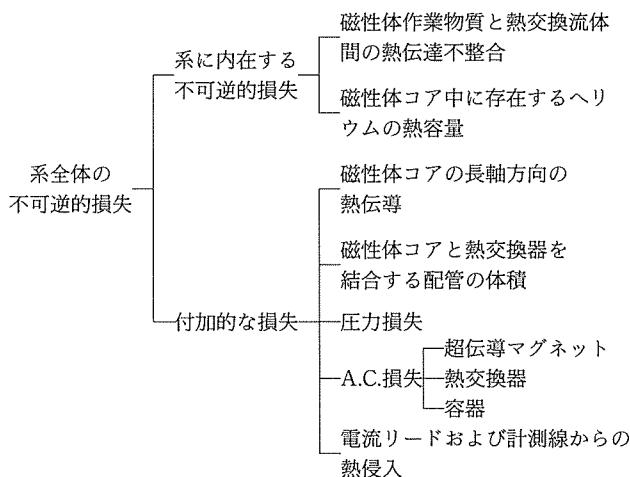 系全体の
不可逆的損失
系に内在する
不可逆的損失
磁性体作業物質と熱交換流体
間の熱伝達不整合
磁性体コア中に存在するヘリ
ウムの熱容量
付加的な損失
磁性体コアの長軸方向の
熱伝導
磁性体コアと熱交換器を
結合する配管の体積
圧力損失
A.C.損失
超伝導マグネット
熱交換器
容器
電流リードおよび計測線からの
熱侵入